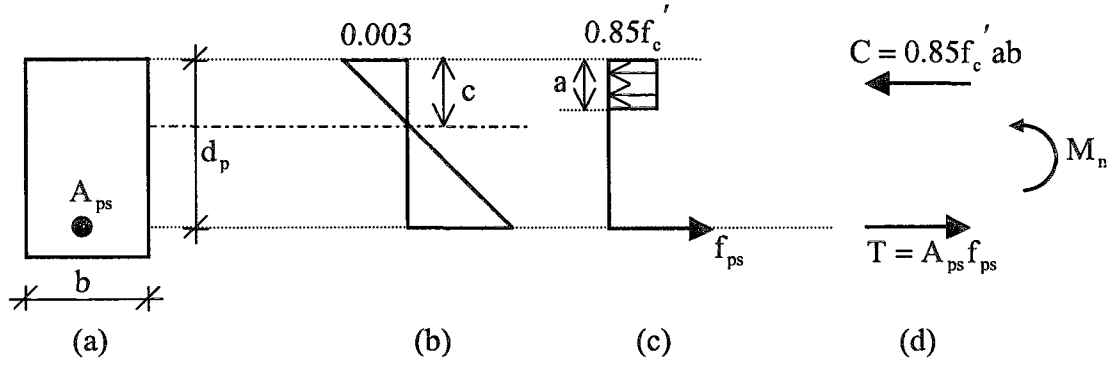 0.003
0.85f_c'
C = 0.85f_c'ab
a
c
d_p
M_n
A_ps
f_ps
T = A_ps f_ps
b
(a)
(b)
(c)
(d)